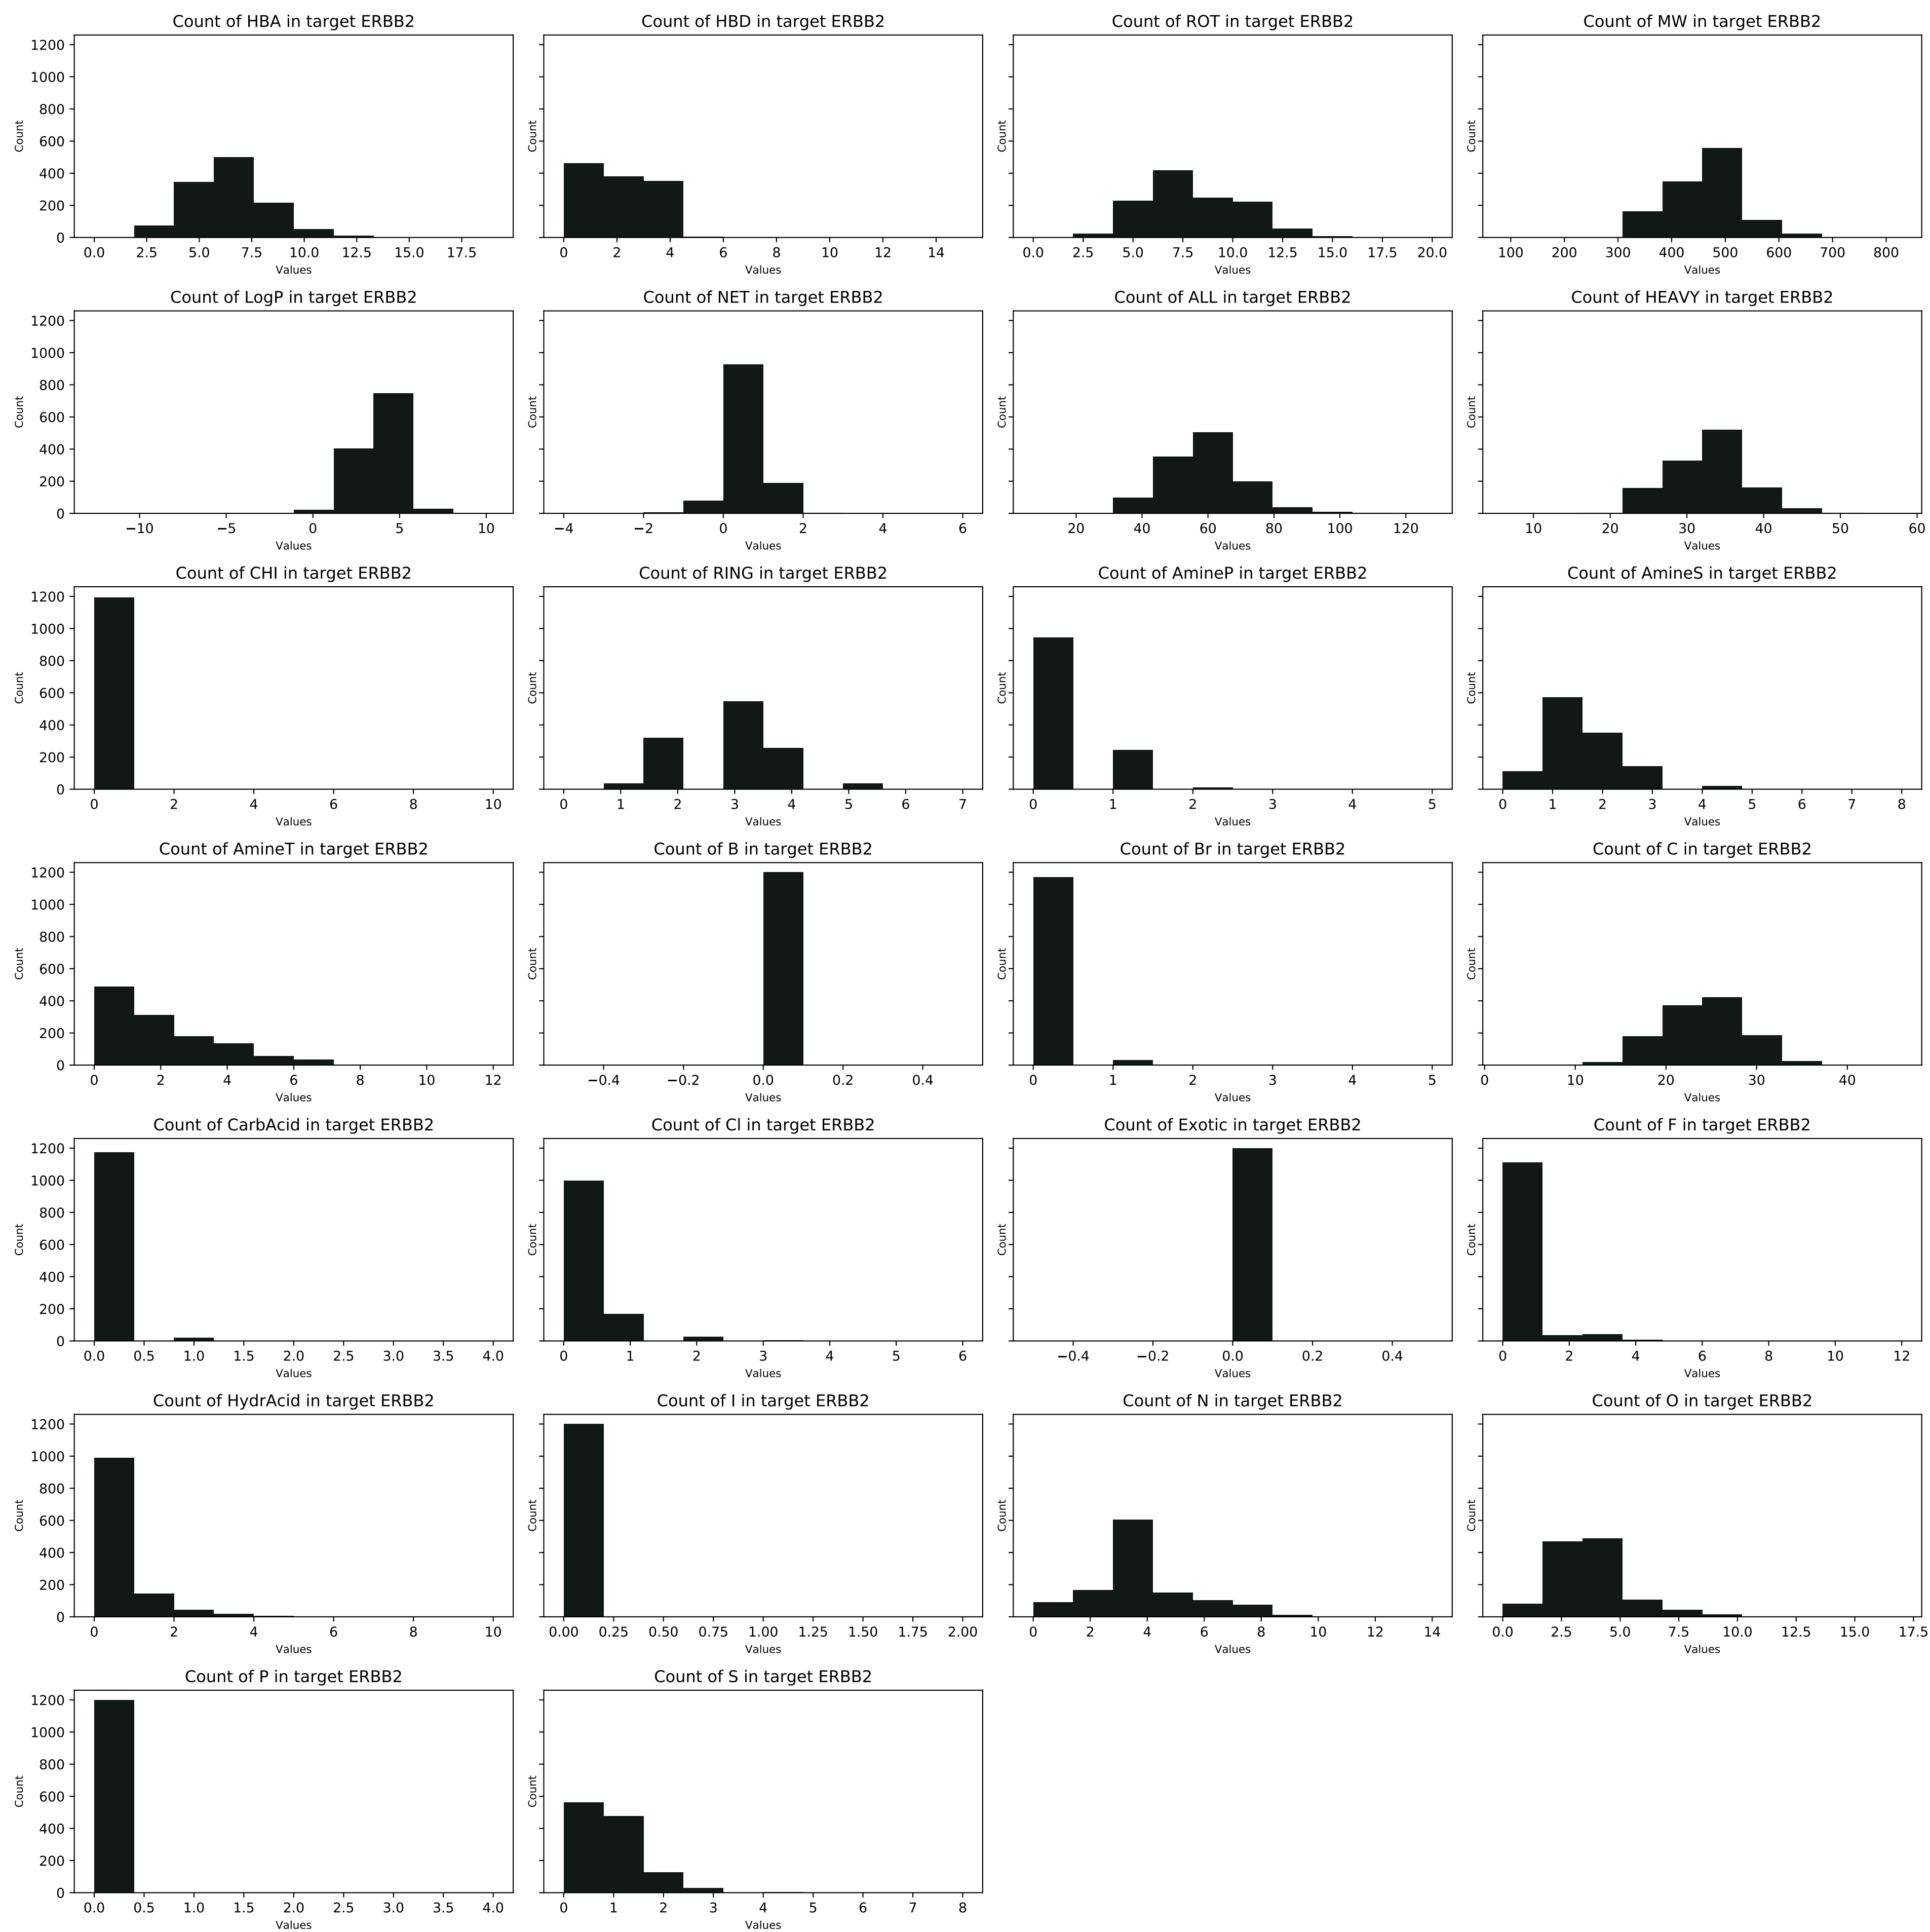 Count of HBA in target ERBB2
Count of HBD in target ERBB2
Count of ROT in target ERBB2
Count of MW in target ERBB2
1200
1000
800
600
400
200
0
Count
Count
Count
Count
0.0 2.5 5.0 7.5 10.0 12.5 15.0 17.5
0 2 4 6 8 10 12 14
0.0 2.5 5.0 7.5 10.0 12.5 15.0 17.5 20.0
100 200 300 400 500 600 700 800
Values
Values
Values
Values
Count of LogP in target ERBB2
Count of NET in target ERBB2
Count of ALL in target ERBB2
Count of HEAVY in target ERBB2
1200
1000
800
600
400
200
0
Count
Count
Count
Count
−10 −5 0 5 10
−4 −2 0 2 4 6
20 40 60 80 100 120
10 20 30 40 50 60
Values
Values
Values
Values
Count of CHI in target ERBB2
Count of RING in target ERBB2
Count of AmineP in target ERBB2
Count of AmineS in target ERBB2
1200
1000
800
600
400
200
0
Count
Count
Count
Count
0 2 4 6 8 10
0 1 2 3 4 5 6 7
0 1 2 3 4 5
0 1 2 3 4 5 6 7 8
Values
Values
Values
Values
Count of AmineT in target ERBB2
Count of B in target ERBB2
Count of Br in target ERBB2
Count of C in target ERBB2
1200
1000
800
600
400
200
0
Count
Count
Count
Count
0 2 4 6 8 10 12
−0.4 −0.2 0.0 0.2 0.4
0 1 2 3 4 5
0 10 20 30 40
Values
Values
Values
Values
Count of CarbAcid in target ERBB2
Count of Cl in target ERBB2
Count of Exotic in target ERBB2
Count of F in target ERBB2
1200
1000
800
600
400
200
0
Count
Count
Count
Count
0.0 0.5 1.0 1.5 2.0 2.5 3.0 3.5 4.0
0 1 2 3 4 5 6
−0.4 −0.2 0.0 0.2 0.4
0 2 4 6 8 10 12
Values
Values
Values
Values
Count of HydrAcid in target ERBB2
Count of I in target ERBB2
Count of N in target ERBB2
Count of O in target ERBB2
1200
1000
800
600
400
200
0
Count
Count
Count
Count
0 2 4 6 8 10
0.00 0.25 0.50 0.75 1.00 1.25 1.50 1.75 2.00
0 2 4 6 8 10 12 14
0.0 2.5 5.0 7.5 10.0 12.5 15.0 17.5
Values
Values
Values
Values
Count of P in target ERBB2
Count of S in target ERBB2
1200
1000
800
600
400
200
0
Count
Count
0.0 0.5 1.0 1.5 2.0 2.5 3.0 3.5 4.0
0 1 2 3 4 5 6 7 8
Values
Values